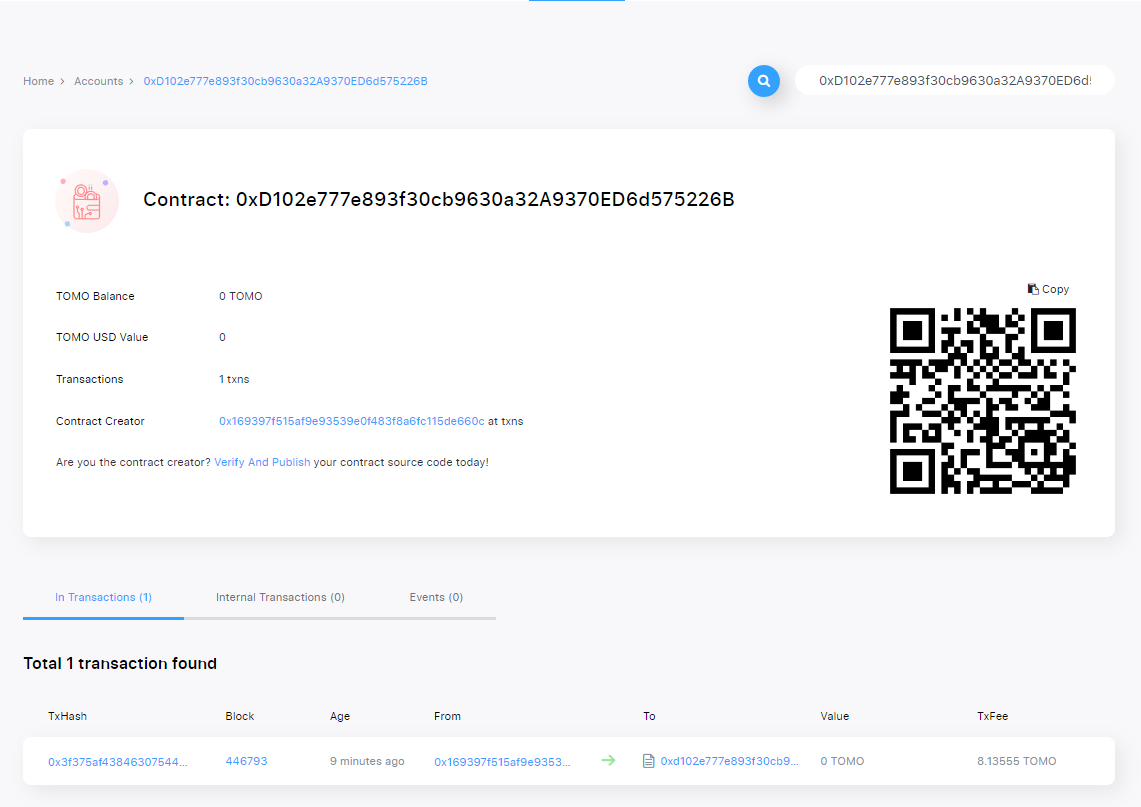 Home > Accounts > 0xD102e777e893f30cb9630a32A9370ED6d575226B
0xD102e777e893f30cb9630a32A9370ED6d
Contract: 0xD102e777e893f30cb9630a32A9370ED6d575226B
Copy
TOMO Balance 0 TOMO
TOMO USD Value 0
Transactions 1 txns
Contract Creator 0x169397f515af9e93539e0f483f8a6fc115de660c at txns
Are you the contract creator? Verify And Publish your contract source code today!
In Transactions (1) Internal Transactions (0) Events (0)
Total 1 transaction found
TxHash Block Age From To Value TxFee
0x3f375af43846307544... 446793 9 minutes ago 0x169397f515af9e9353... 0xd102e777e893f30cb9... 0 TOMO 8.13555 TOMO